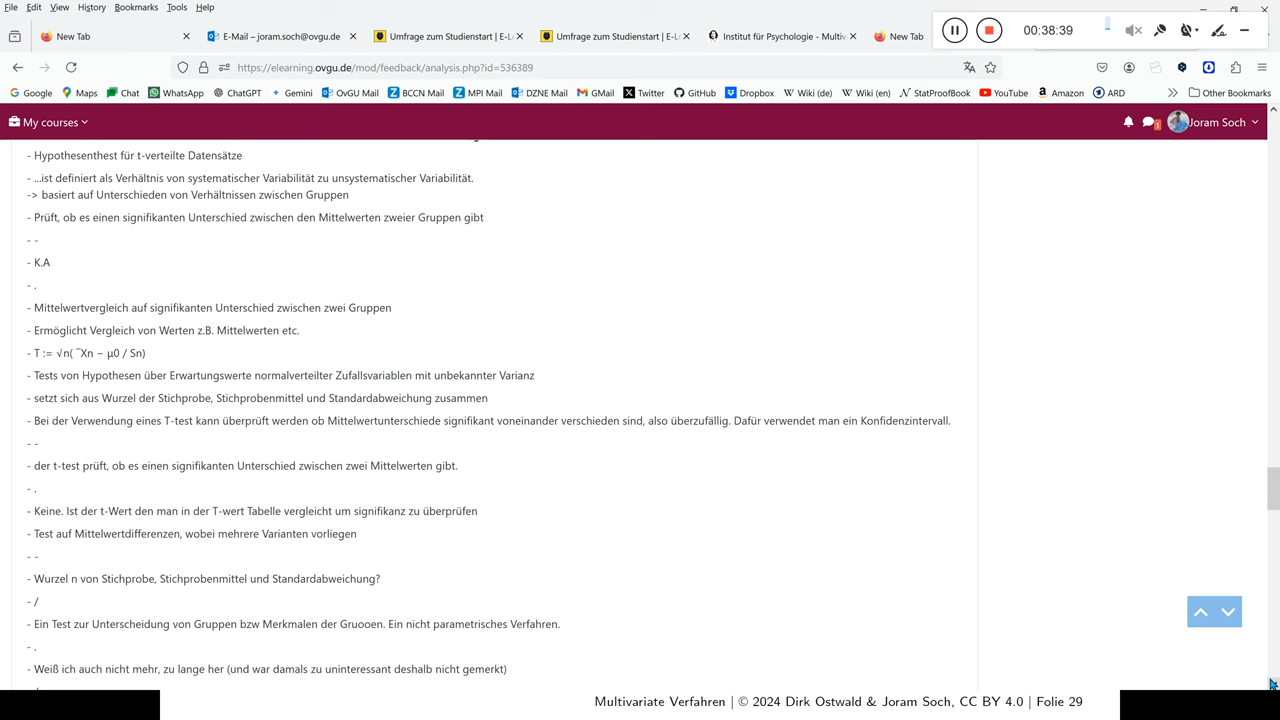 File Edit View History Bookmarks Tools Help
New Tab
E-Mail – joram.soch@ovgu.de
Umfrage zum Studienstart | E-L
Umfrage zum Studienstart | E-L
Institut für Psychologie - Multiv
New Tab
00:38:39
https://elearning.ovgu.de/mod/feedback/analysis.php?id=536389
Google Maps Chat WhatsApp ChatGPT Gemini OvGU Mail BCCN Mail MPI Mail DZNE Mail GMail Twitter GitHub Dropbox Wiki (de) Wiki (en) StatProofBook YouTube Amazon ARD Other Bookmarks
My courses
1
Joram Soch
- Hypothesenthest für t-verteilte Datensätze
- ...ist definiert als Verhältnis von systematischer Variabilität zu unsystematischer Variabilität.
-> basiert auf Unterschieden von Verhältnissen zwischen Gruppen
- Prüft, ob es einen signifikanten Unterschied zwischen den Mittelwerten zweier Gruppen gibt
- -
- K.A
- .
- Mittelwertvergleich auf signifikanten Unterschied zwischen zwei Gruppen
- Ermöglicht Vergleich von Werten z.B. Mittelwerten etc.
- T := √n( ¯Xn − µ0 / Sn)
- Tests von Hypothesen über Erwartungswerte normalverteilter Zufallsvariablen mit unbekannter Varianz
- setzt sich aus Wurzel der Stichprobe, Stichprobenmittel und Standardabweichung zusammen
- Bei der Verwendung eines T-test kann überprüft werden ob Mittelwertunterschiede signifikant voneinander verschieden sind, also überzufällig. Dafür verwendet man ein Konfidenzintervall.
- -
- der t-test prüft, ob es einen signifikanten Unterschied zwischen zwei Mittelwerten gibt.
- .
- Keine. Ist der t-Wert den man in der T-wert Tabelle vergleicht um signifikanz zu überprüfen
- Test auf Mittelwertdifferenzen, wobei mehrere Varianten vorliegen
- -
- Wurzel n von Stichprobe, Stichprobenmittel und Standardabweichung?
- /
- Ein Test zur Unterscheidung von Gruppen bzw Merkmalen der Gruooen. Ein nicht parametrisches Verfahren.
- .
- Weiß ich auch nicht mehr, zu lange her (und war damals zu uninteressant deshalb nicht gemerkt)
Multivariate Verfahren | © 2024 Dirk Ostwald & Joram Soch, CC BY 4.0 | Folie 29